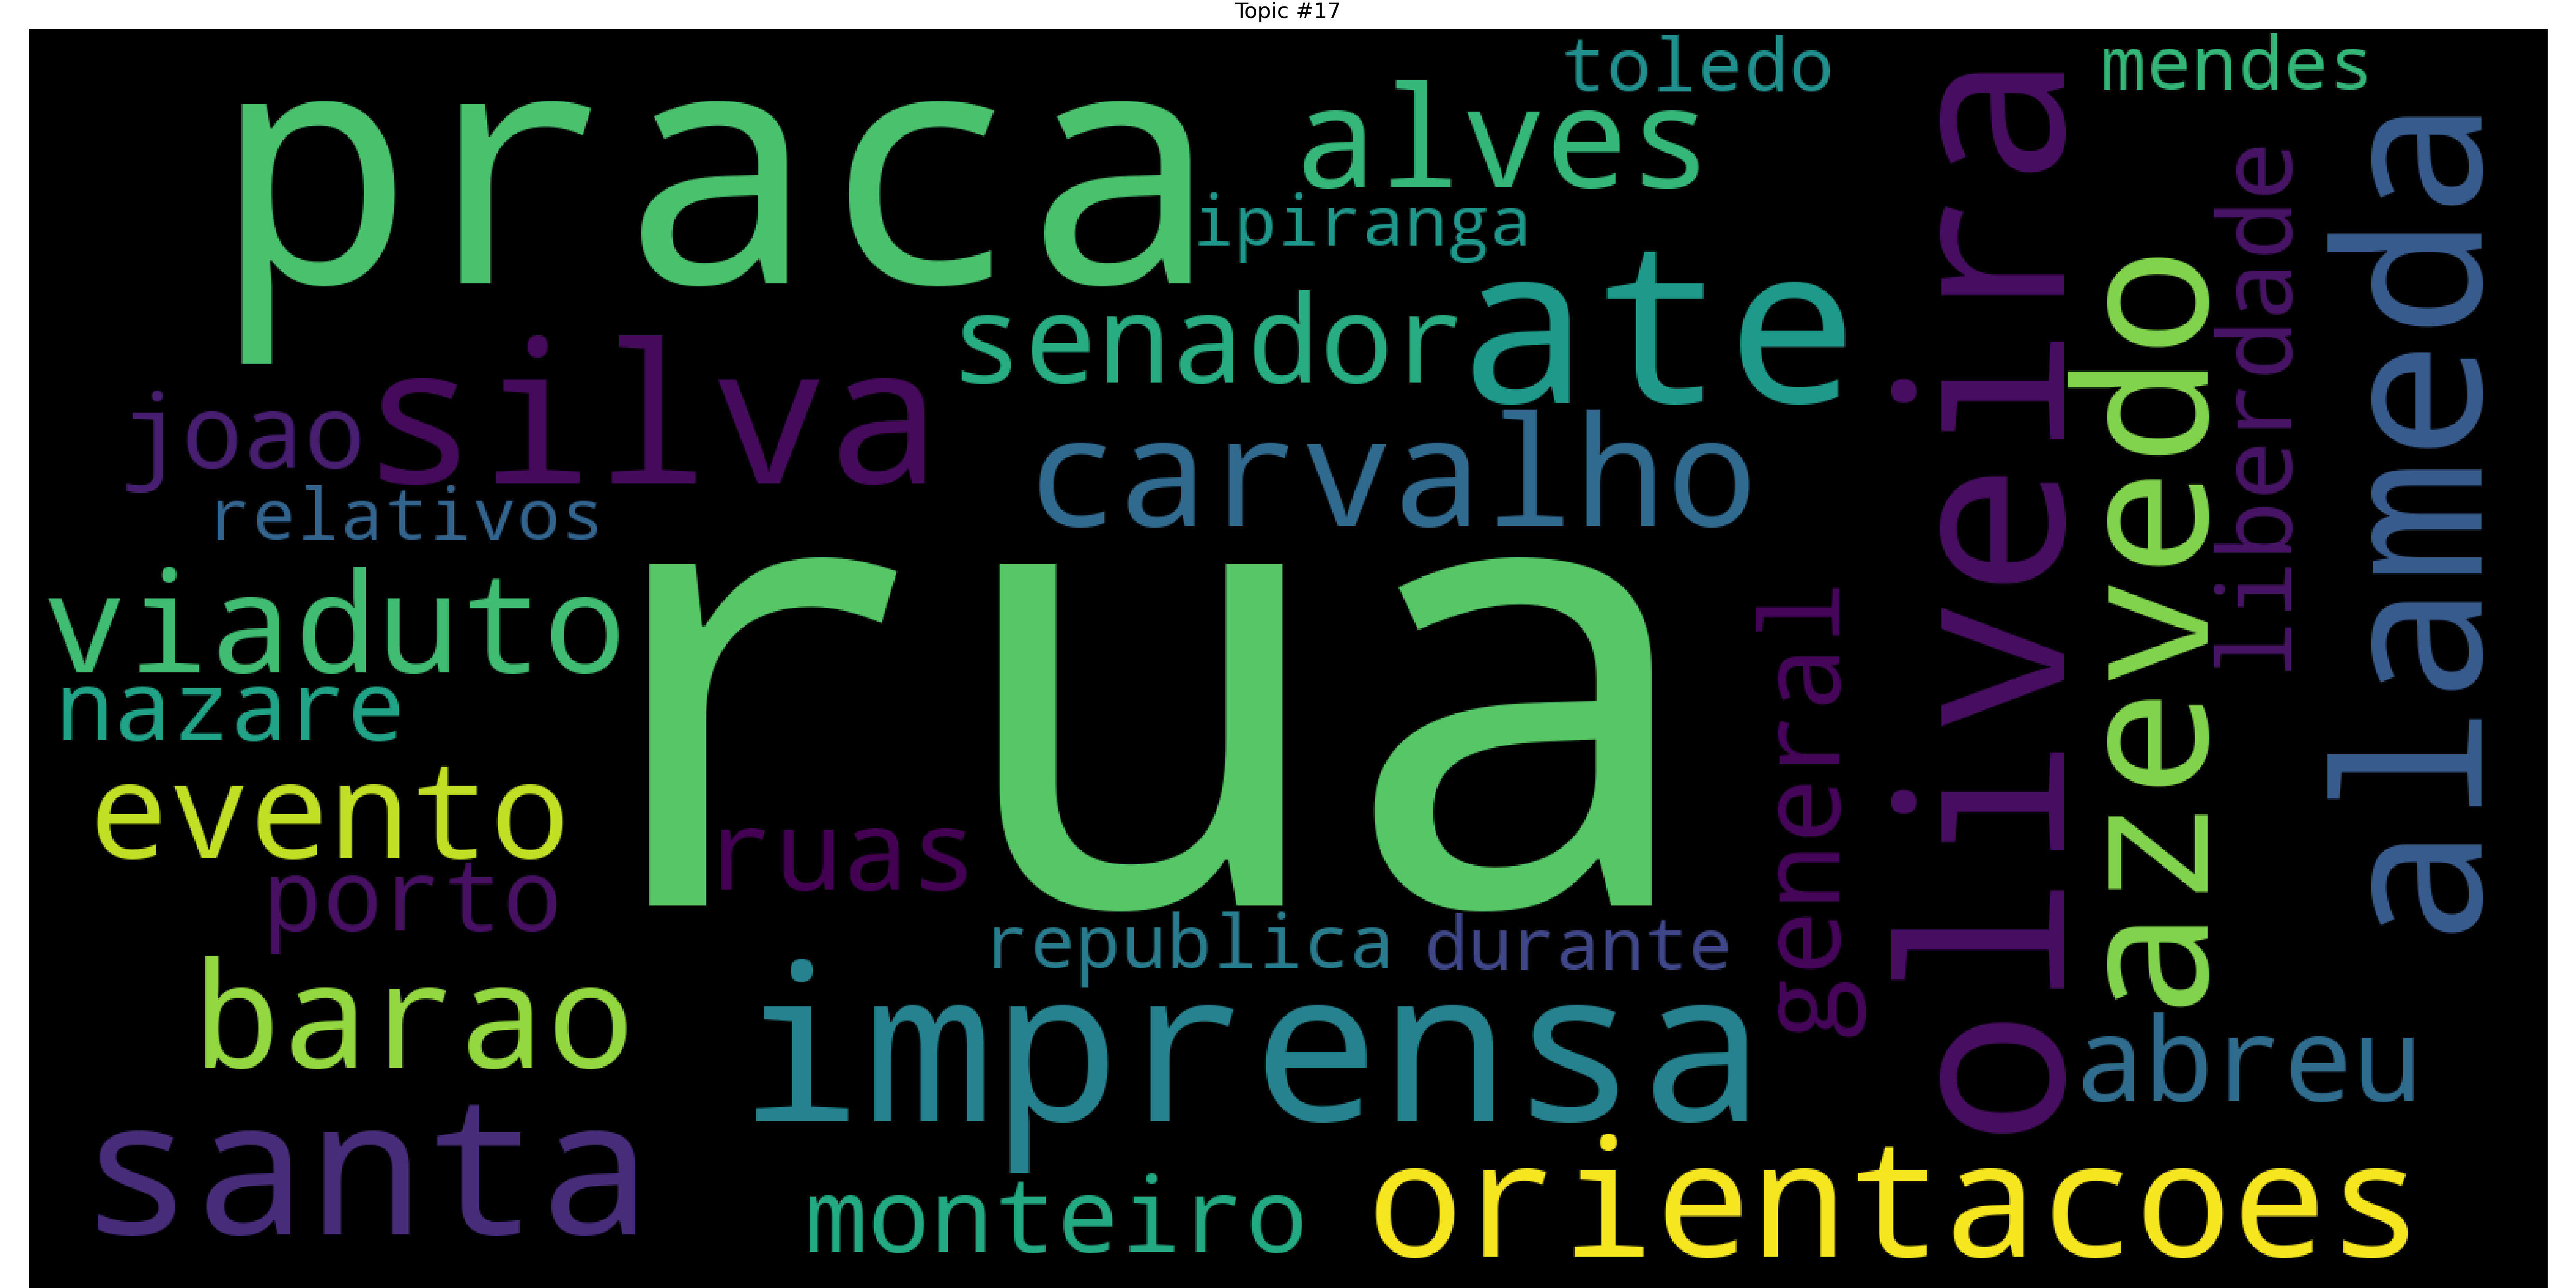 Topic #17
toledo
mendes
praca
alves
ipiranga
senador
ate
silva
joao
carvalho
relativos
oliveira
azevedo
liberdade
alameda
viaduto
nazare
rua
general
evento
ruas
porto
republica
durante
barao
imprensa
abreu
santa
monteiro
orientacoes